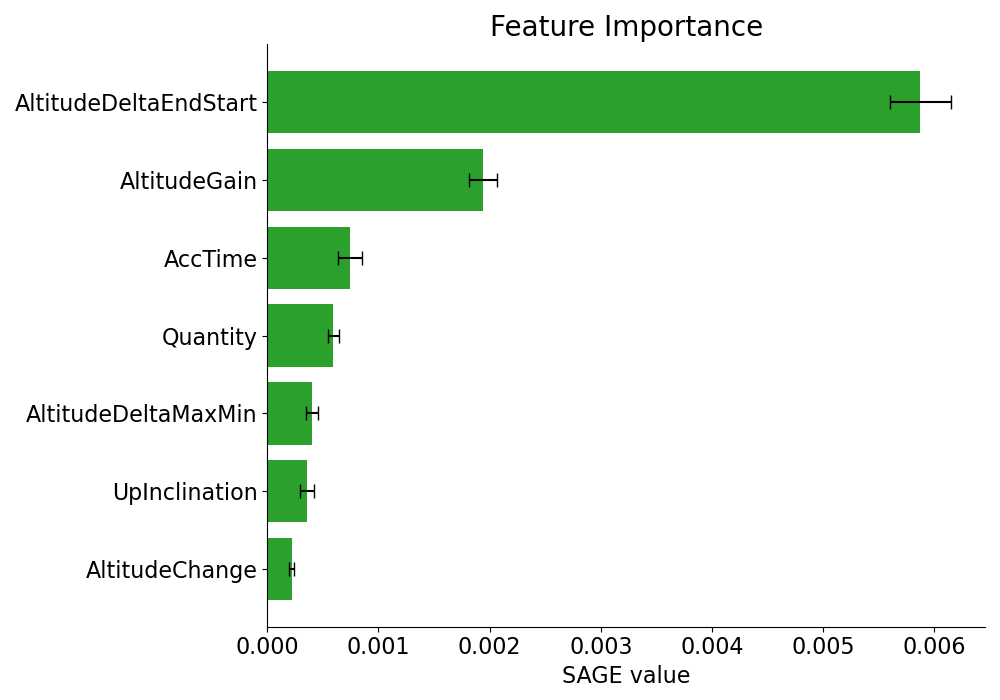 Feature Importance
AltitudeDeltaEndStart
AltitudeGain
AccTime
Quantity
AltitudeDeltaMaxMin
UpInclination
AltitudeChange
0.000 0.001 0.002 0.003 0.004 0.005 0.006
SAGE value